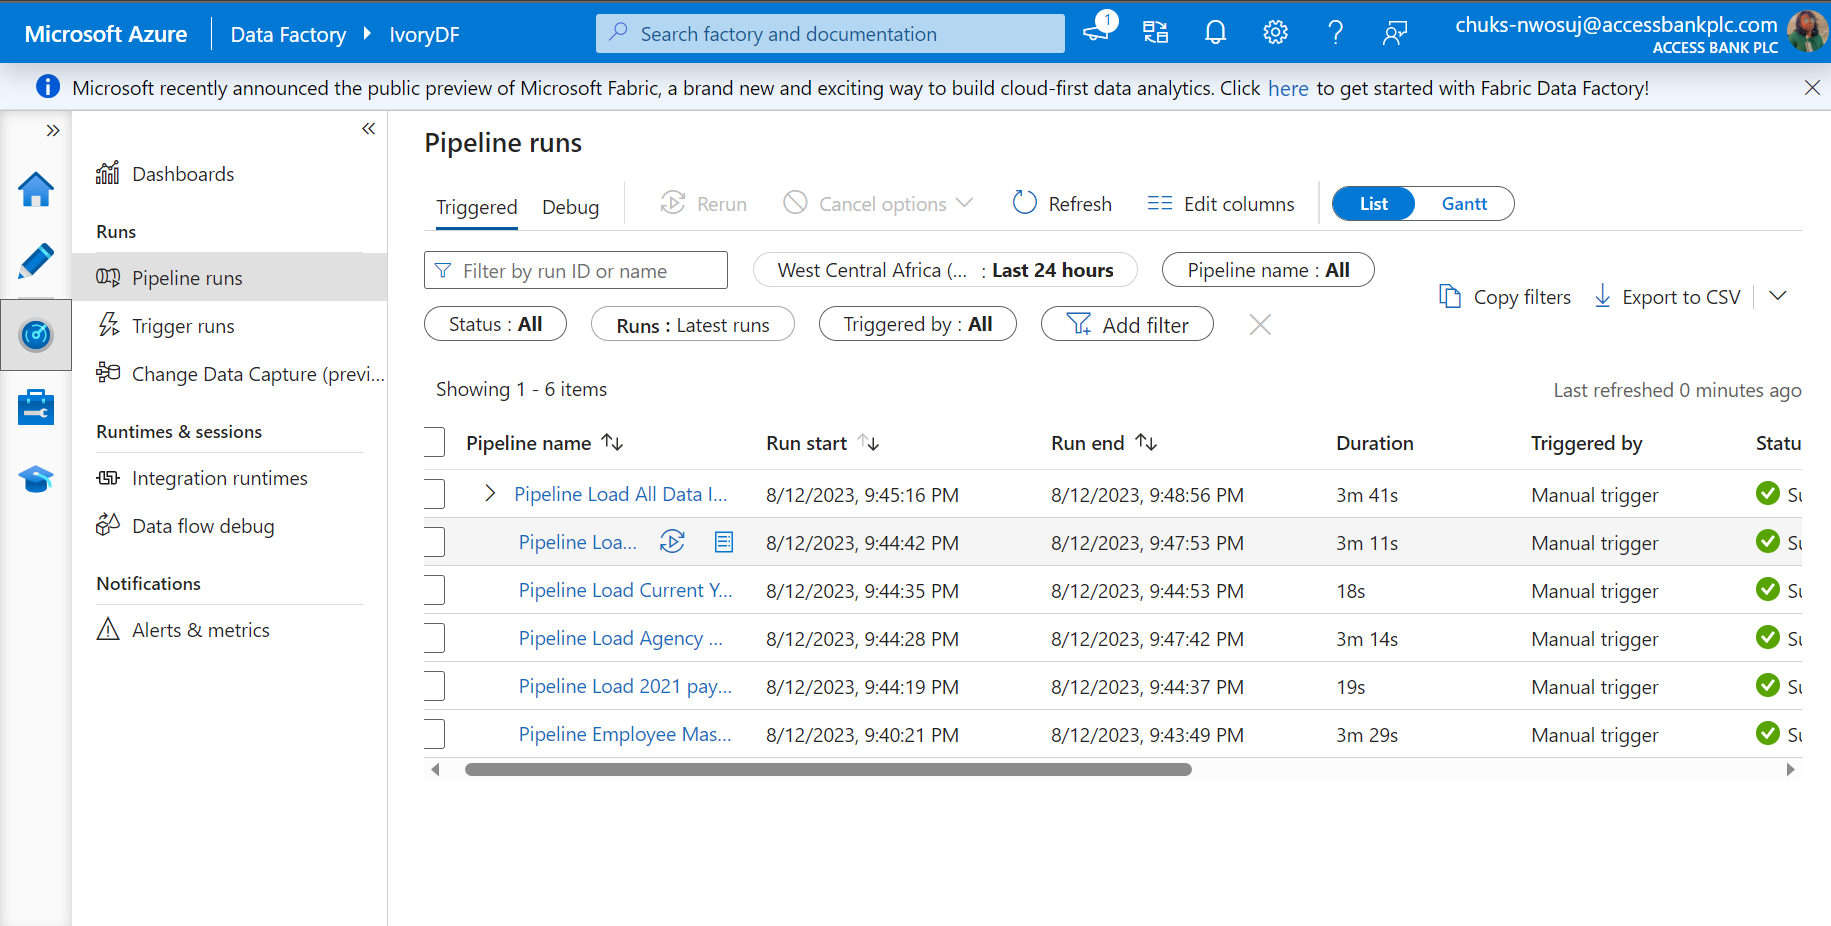 Microsoft Azure
Data Factory
IvoryDF
Search factory and documentation
1
chuks-nwosuj@accessbankplc.com
ACCESS BANK PLC
Microsoft recently announced the public preview of Microsoft Fabric, a brand new and exciting way to build cloud-first data analytics. Click here to get started with Fabric Data Factory!
Dashboards
Runs
Pipeline runs
Trigger runs
Change Data Capture (previ...
Runtimes & sessions
Integration runtimes
Data flow debug
Notifications
Alerts & metrics
Pipeline runs
Triggered Debug Rerun Cancel options Refresh Edit columns List Gantt
Filter by run ID or name West Central Africa (... : Last 24 hours Pipeline name : All
Copy filters Export to CSV
Status : All Runs : Latest runs Triggered by : All Add filter
Showing 1 - 6 items Last refreshed 0 minutes ago
Pipeline name Run start Run end Duration Triggered by Statu
Pipeline Load All Data I... 8/12/2023, 9:45:16 PM 8/12/2023, 9:48:56 PM 3m 41s Manual trigger Su
Pipeline Loa... 8/12/2023, 9:44:42 PM 8/12/2023, 9:47:53 PM 3m 11s Manual trigger Su
Pipeline Load Current Y... 8/12/2023, 9:44:35 PM 8/12/2023, 9:44:53 PM 18s Manual trigger Su
Pipeline Load Agency ... 8/12/2023, 9:44:28 PM 8/12/2023, 9:47:42 PM 3m 14s Manual trigger Su
Pipeline Load 2021 pay... 8/12/2023, 9:44:19 PM 8/12/2023, 9:44:37 PM 19s Manual trigger Su
Pipeline Employee Mas... 8/12/2023, 9:40:21 PM 8/12/2023, 9:43:49 PM 3m 29s Manual trigger Su